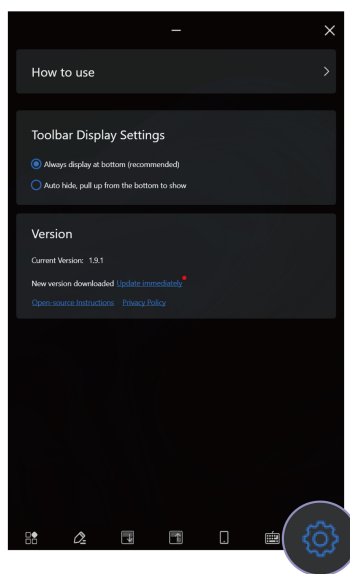 How to use
Toolbar Display Settings
Always display at bottom (recommended)
Auto hide, pull up from the bottom to show
Version
Current Version: 1.9.1
New version downloaded Update immediately
Open-source Instructions Privacy Policy